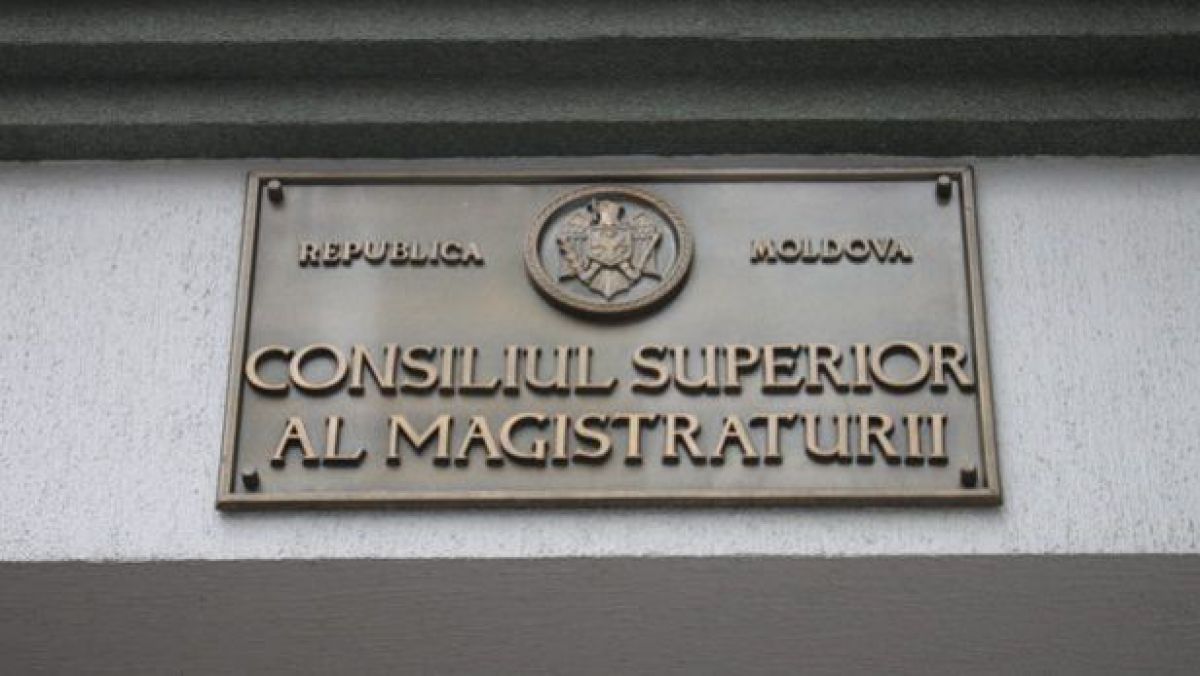 REPUBLICA MOLDOVA
CONSILIUL SUPERIOR
AL MAGISTRATURII